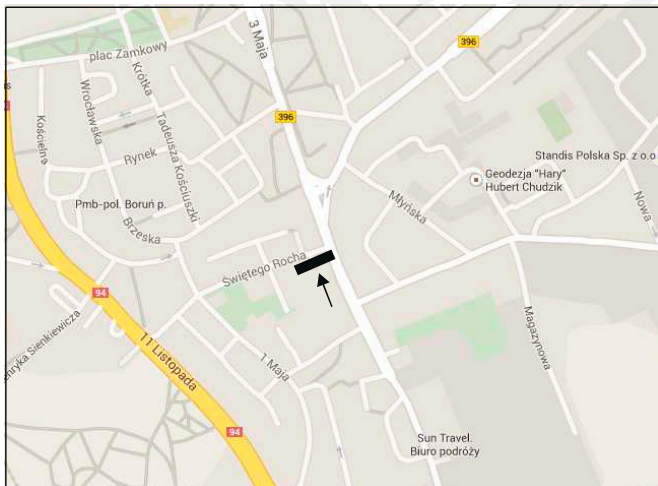 3 Maja
396
plac Zamkowy
Krótka
Wrocławska
94
Kościelna
396
Tadeusza Kościuszki
Rynek
Standis Polska Sp. z o.o
Geodezja "Hary"
Hubert Chudzik
Młyńska
Nowa
Pmb-pol. Boruń p.
Brzeska
Świętego Rocha
94
enryka Sienkiewicza
11 Listopada
1 Maja
Magazynowa
94
Sun Travel.
Biuro podróży